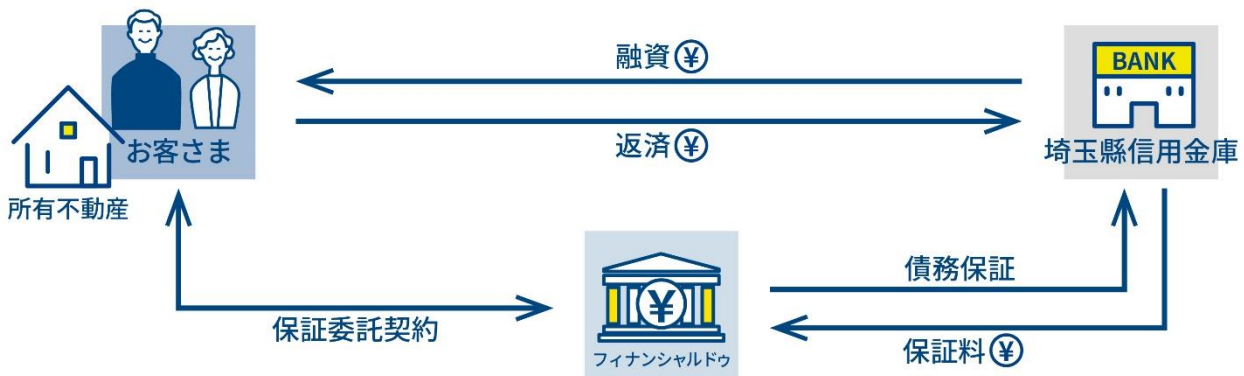 融資¥
BANK
お客さま
返済¥
埼玉縣信用金庫
所有不動産
債務保証
¥
保証委託契約
フィナンシャルドゥ
保証料¥